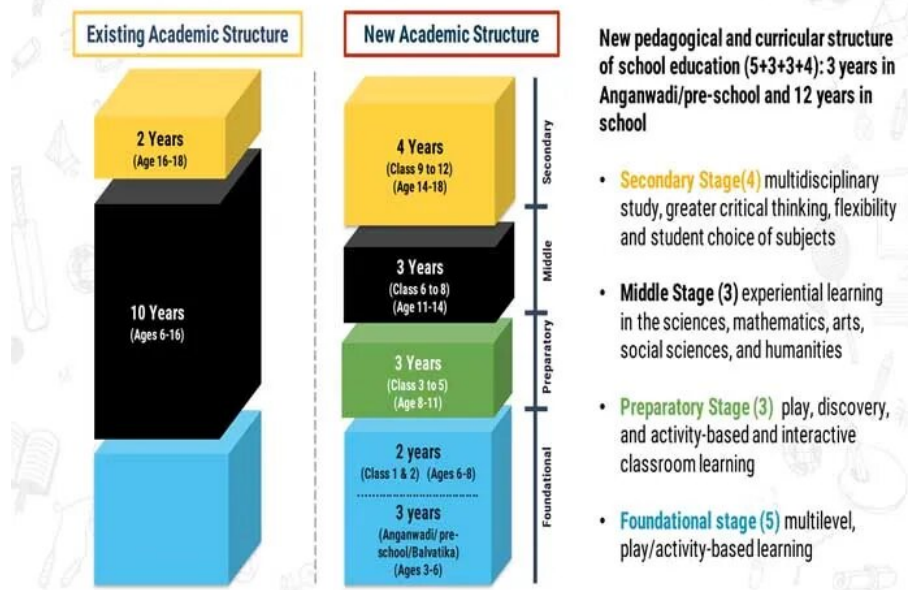 Existing Academic Structure
2 Years
(Age 16-18)
10 Years
(Ages 6-16)
New Academic Structure
4 Years
(Class 9 to 12)
(Age 14-18)
Secondary
3 Years
(Class 6 to 8)
(Age 11-14)
Middle
3 Years
(Class 3 to 5)
(Age 8-11)
Preparatory
2 years
(Class 1 & 2) (Ages 6-8)
3 years
(Anganwadi/ pre-
school/Balvatika)
(Ages 3-6)
Foundational
New pedagogical and curricular structure
of school education (5+3+3+4): 3 years in
Anganwadi/pre-school and 12 years in
school
• Secondary Stage(4) multidisciplinary
study, greater critical thinking, flexibility
and student choice of subjects
• Middle Stage (3) experiential learning
in the sciences, mathematics, arts,
social sciences, and humanities
• Preparatory Stage (3) play, discovery,
and activity-based and interactive
classroom learning
• Foundational stage (5) multilevel,
play/activity-based learning